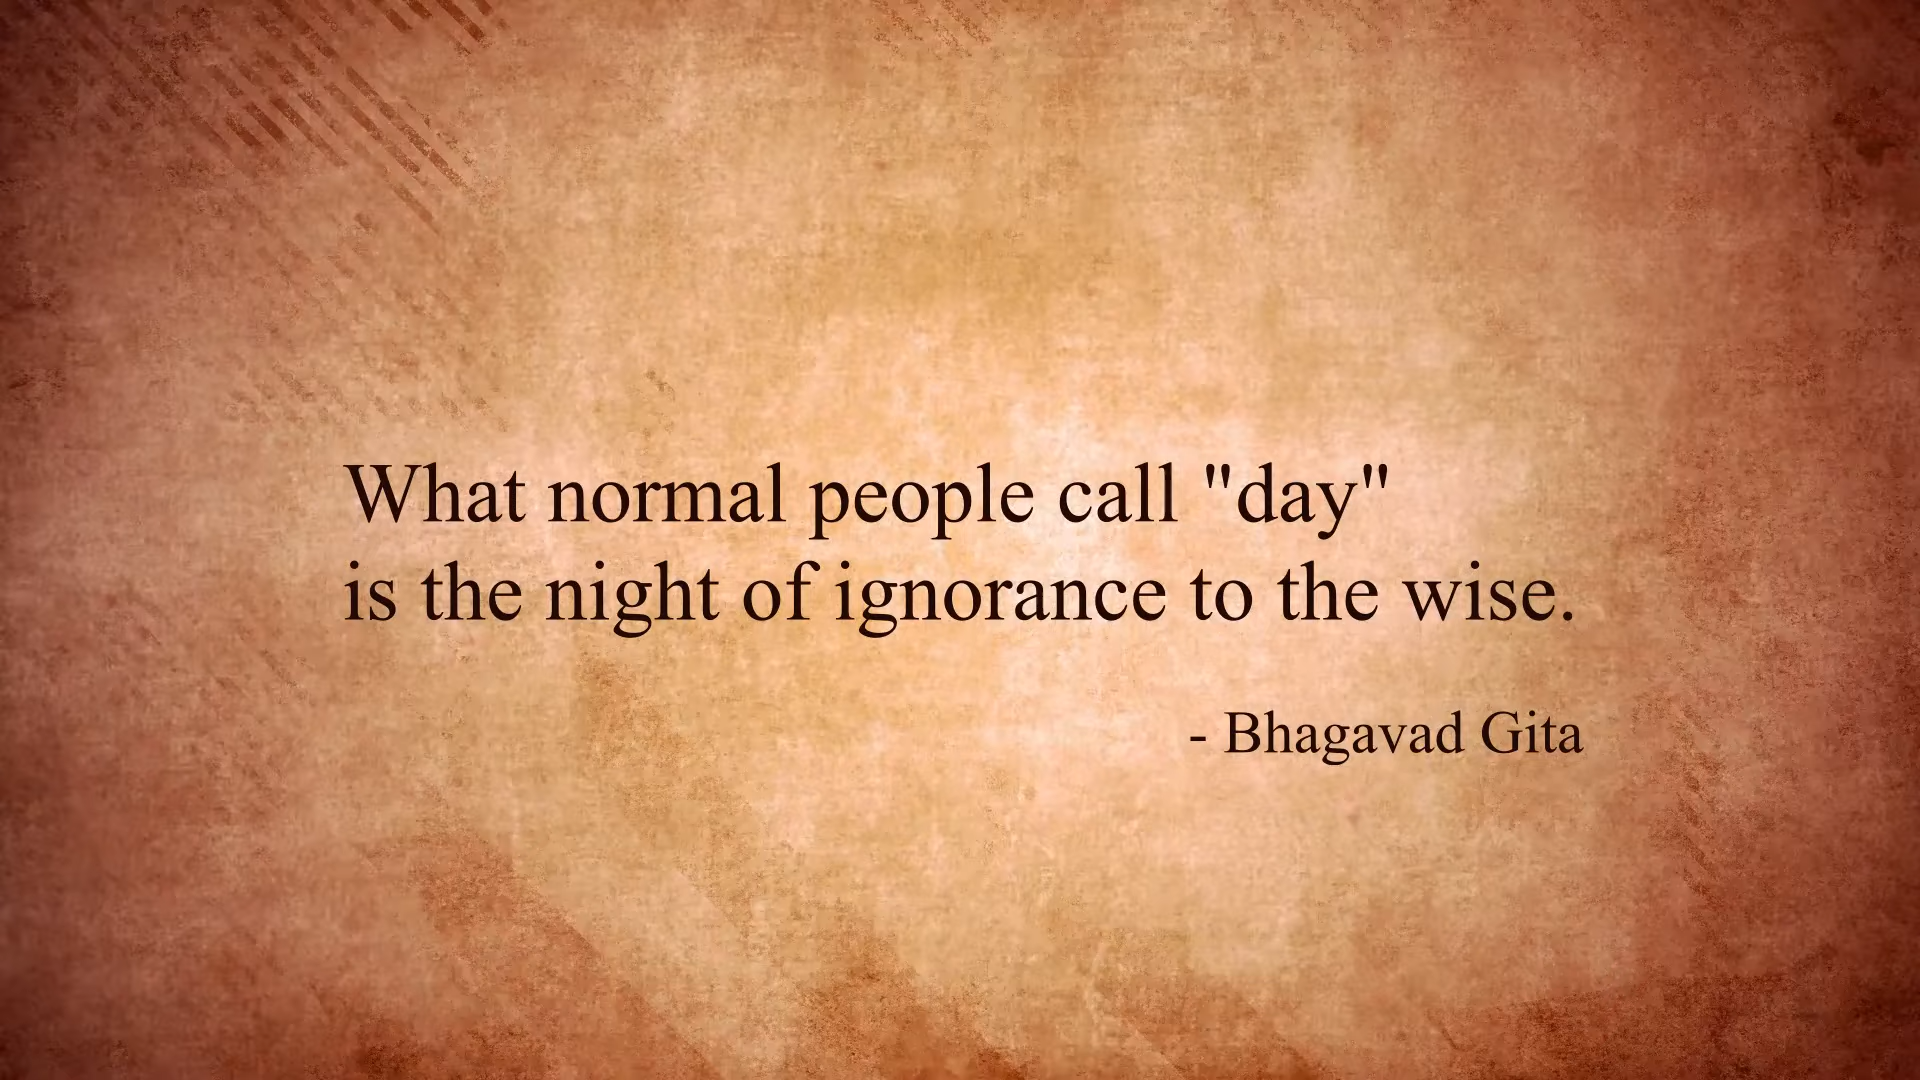 What normal people call "day"
is the night of ignorance to the wise.
- Bhagavad Gita